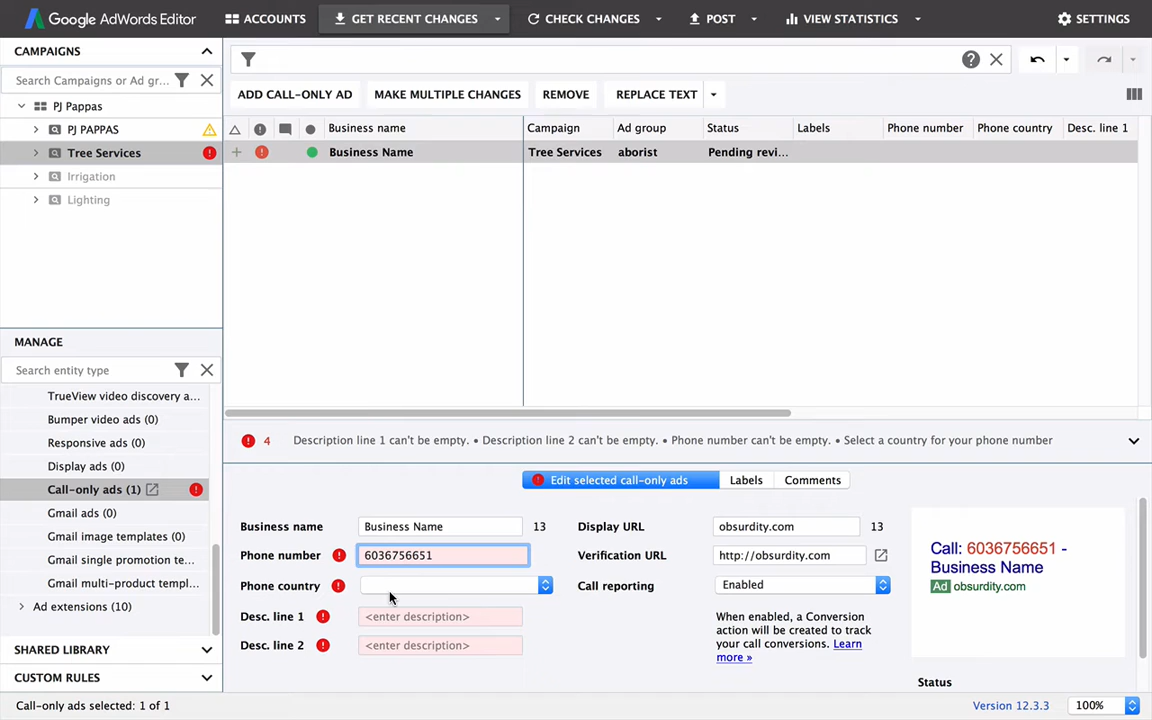 Google AdWords Editor
ACCOUNTS
GET RECENT CHANGES
CHECK CHANGES
POST
VIEW STATISTICS
SETTINGS
CAMPAIGNS
Search Campaigns or Ad gr...
PJ Pappas
PJ PAPPAS
Tree Services
Irrigation
Lighting
ADD CALL-ONLY AD
MAKE MULTIPLE CHANGES
REMOVE
REPLACE TEXT
Business name Campaign Ad group Status Labels Phone number Phone country Desc. line 1
Business Name Tree Services aborist Pending revi...
MANAGE
Search entity type
TrueView video discovery a...
Bumper video ads (0)
Responsive ads (0)
Display ads (0)
Call-only ads (1)
Gmail ads (0)
Gmail image templates (0)
Gmail single promotion te...
Gmail multi-product templ...
Ad extensions (10)
SHARED LIBRARY
CUSTOM RULES
4 Description line 1 can't be empty. • Description line 2 can't be empty. • Phone number can't be empty. • Select a country for your phone number
Edit selected call-only ads
Labels
Comments
Business name Business Name 13
Phone number 6036756651
Phone country
Desc. line 1 <enter description>
Desc. line 2 <enter description>
Display URL obsurdity.com 13
Verification URL http://obsurdity.com
Call reporting Enabled
When enabled, a Conversion
action will be created to track
your call conversions. Learn
more »
Call: 6036756651 -
Business Name
Ad obsurdity.com
Status
Call-only ads selected: 1 of 1
Version 12.3.3
100%